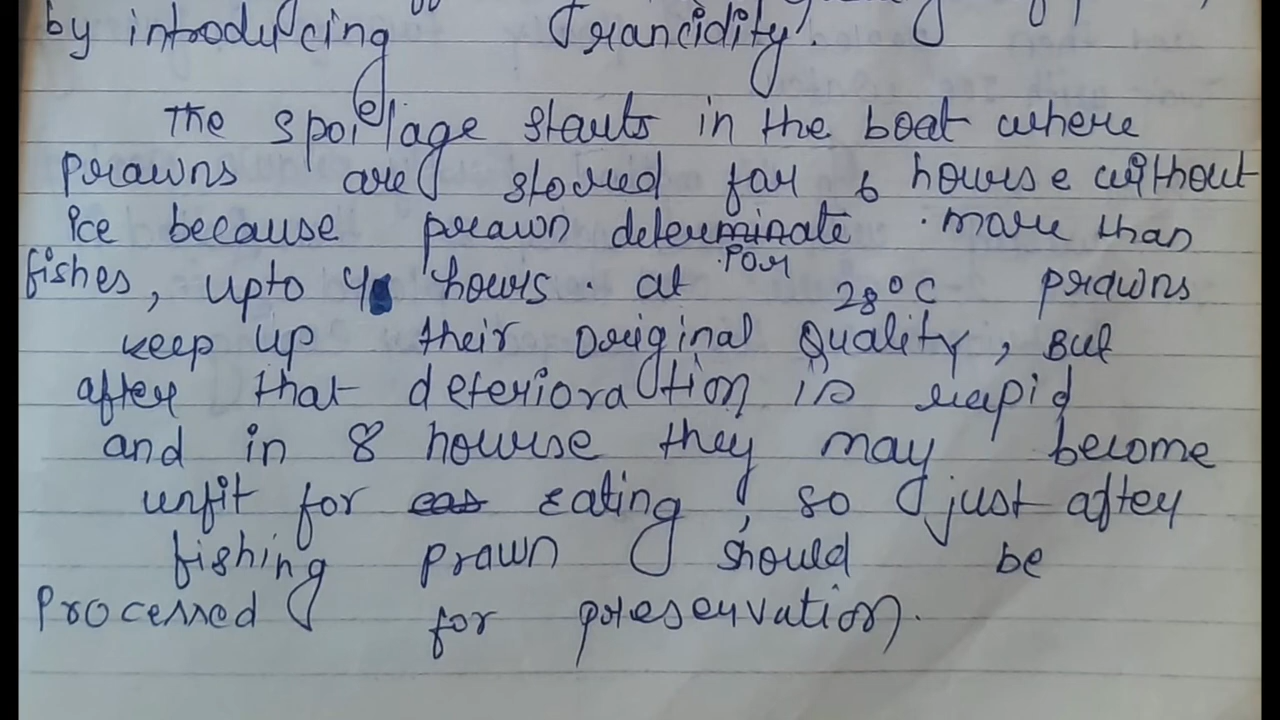 by introducing rancidity.
The spoilage starts in the boat where
prawns are stored for 6 hourse without
ice because prawn determinate more than
fishes, upto 4 hours. at For 28°C prawns
keep up their original Quality, But
after that deterioration is rapid
and in 8 hourse they may become
unfit for Eating, so just after
fishing prawn should be
Processed for preservation.